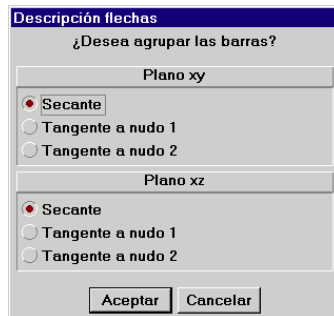 Descripción flechas
¿Desea agrupar las barras?
Plano xy
Secante
Tangente a nudo 1
Tangente a nudo 2
Plano xz
Secante
Tangente a nudo 1
Tangente a nudo 2
Aceptar Cancelar